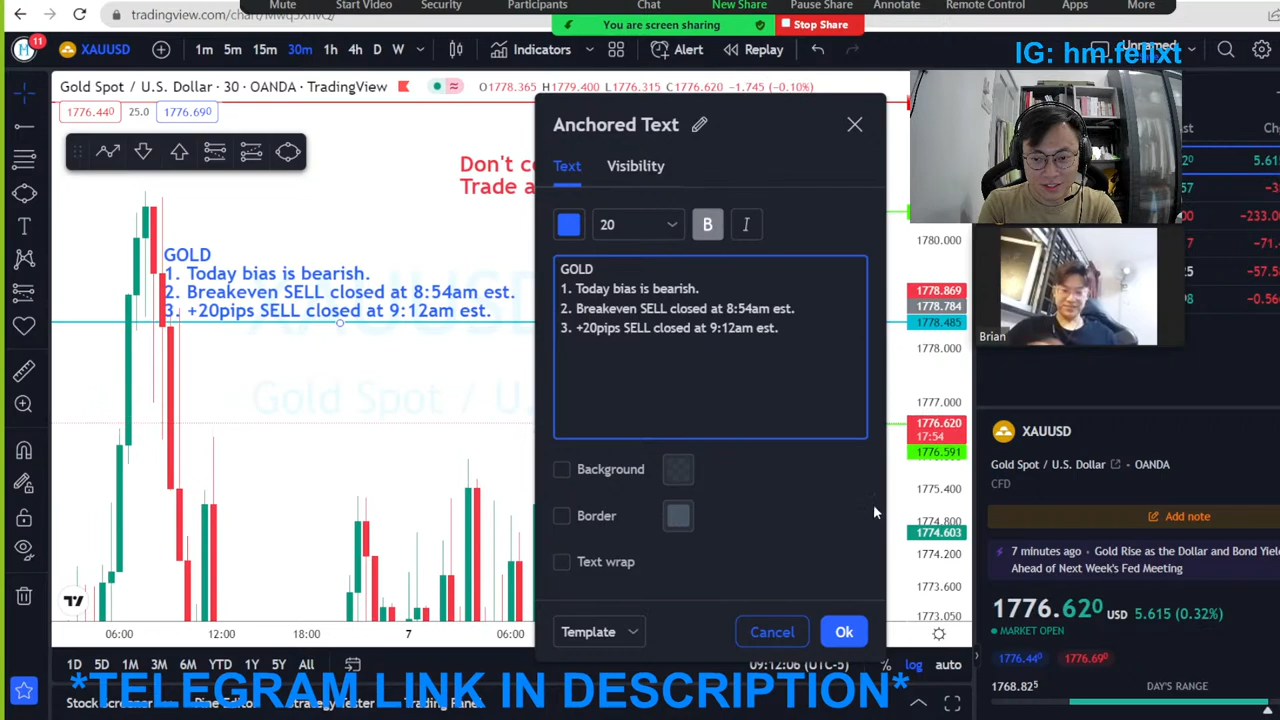 Mute Start Video Security Participants Chat New Share Pause Share Annotate Remote Control Apps More
You are screen sharing Stop Share
11 XAUUSD 1m 5m 15m 30m 1h 4h D W Indicators Alert Replay Unnamed
IG: hm.felixt
Gold Spot / U.S. Dollar · 30 · OANDA · TradingView O1778.365 H1779.400 L1776.315 C1776.620 -1.745 (-0.10%)
1776.440 25.0 1776.690
Trade
GOLD
1. Today bias is bearish.
2. Breakeven SELL closed at 8:54am est.
3. +20pips SELL closed at 9:12am est.
Anchored Text
Text Visibility
20 B I
GOLD
1. Today bias is bearish.
2. Breakeven SELL closed at 8:54am est.
3. +20pips SELL closed at 9:12am est.
Background
Border
Text wrap
Template Cancel Ok
Gold Spot / U.
1780.000
1778.869
1778.784
1778.485
1778.000
1777.000
1776.620
17:54
1776.591
1775.400
1774.800
1774.603
1774.200
1773.600
1773.050
06:00 12:00 18:00 7 06:00
1D 5D 1M 3M 6M YTD 1Y 5Y All 09:12:06 (UTC-5) % log auto
Brian
XAUUSD
Gold Spot / U.S. Dollar · OANDA
CFD
Add note
7 minutes ago · Gold Rise as the Dollar and Bond
Ahead of Next Week's Fed Meeting
1776.620 USD 5.615 (0.32%)
MARKET OPEN
1776.440 1776.690
1768.825 DAY'S RANGE
*TELEGRAM LINK IN DESCRIPTION*